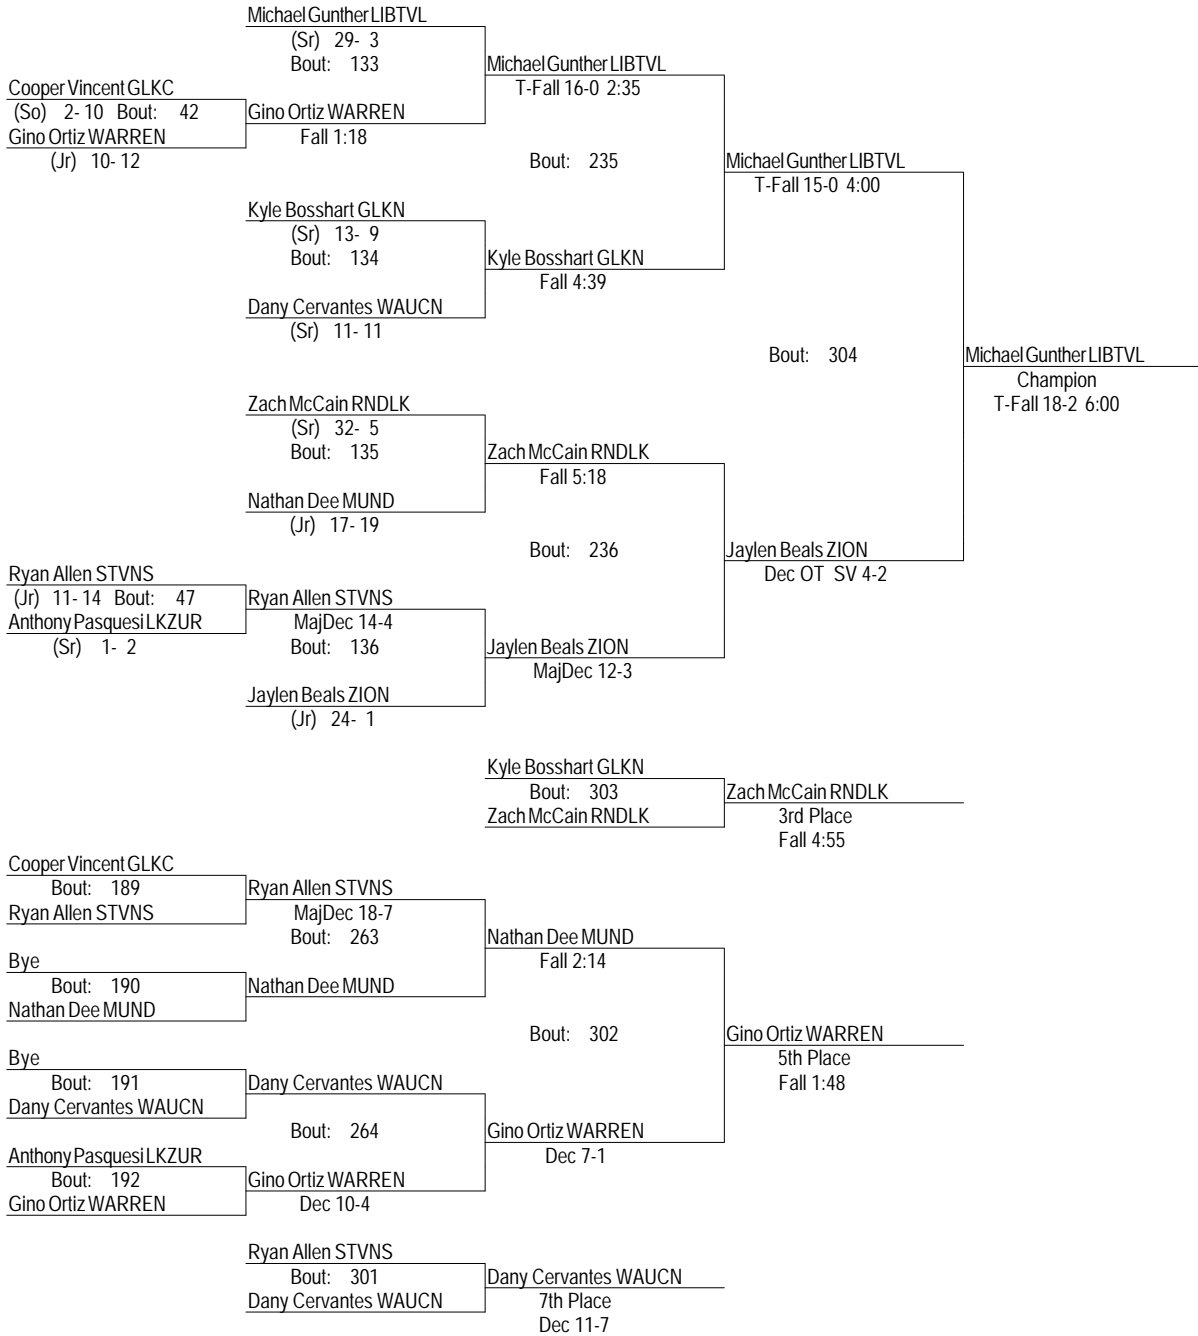 Michael Gunther LIBTVL
(Sr) 29- 3
Bout: 133
Michael Gunther LIBTVL
T-Fall 16-0 2:35
Cooper Vincent GLKC
(So) 2- 10 Bout: 42
Gino Ortiz WARREN
(Jr) 10- 12
Gino Ortiz WARREN
Fall 1:18
Bout: 235
Michael Gunther LIBTVL
T-Fall 15-0 4:00
Kyle Bosshart GLKN
(Sr) 13- 9
Bout: 134
Kyle Bosshart GLKN
Fall 4:39
Dany Cervantes WAUCN
(Sr) 11- 11
Bout: 304
Michael Gunther LIBTVL
Champion
T-Fall 18-2 6:00
Zach McCain RNDLK
(Sr) 32- 5
Bout: 135
Zach McCain RNDLK
Fall 5:18
Nathan Dee MUND
(Jr) 17- 19
Bout: 236
Jaylen Beals ZION
Dec OT SV 4-2
Ryan Allen STVNS
(Jr) 11- 14 Bout: 47
Anthony Pasquesi LKZUR
(Sr) 1- 2
Ryan Allen STVNS
MajDec 14-4
Bout: 136
Jaylen Beals ZION
MajDec 12-3
Jaylen Beals ZION
(Jr) 24- 1
Kyle Bosshart GLKN
Bout: 303
Zach McCain RNDLK
Zach McCain RNDLK
3rd Place
Fall 4:55
Cooper Vincent GLKC
Bout: 189
Ryan Allen STVNS
Ryan Allen STVNS
MajDec 18-7
Bout: 263
Nathan Dee MUND
Fall 2:14
Bye
Bout: 190
Nathan Dee MUND
Nathan Dee MUND
Bout: 302
Gino Ortiz WARREN
5th Place
Fall 1:48
Bye
Bout: 191
Dany Cervantes WAUCN
Dany Cervantes WAUCN
Bout: 264
Gino Ortiz WARREN
Dec 7-1
Anthony Pasquesi LKZUR
Bout: 192
Gino Ortiz WARREN
Gino Ortiz WARREN
Dec 10-4
Ryan Allen STVNS
Bout: 301
Dany Cervantes WAUCN
Dany Cervantes WAUCN
7th Place
Dec 11-7